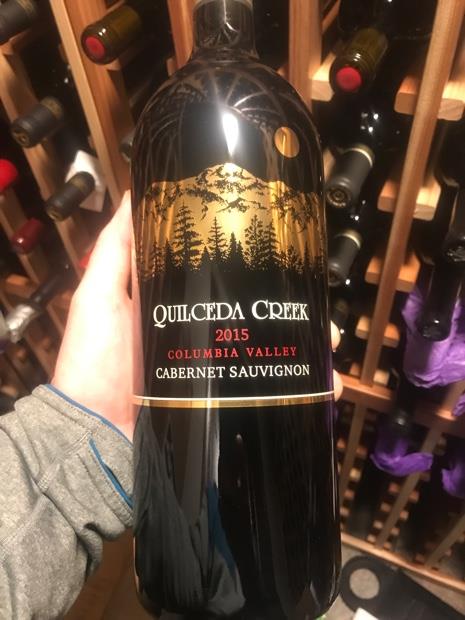 QUILCEDA CREEK
2015
COLUMBIA VALLEY
CABERNET SAUVIGNON